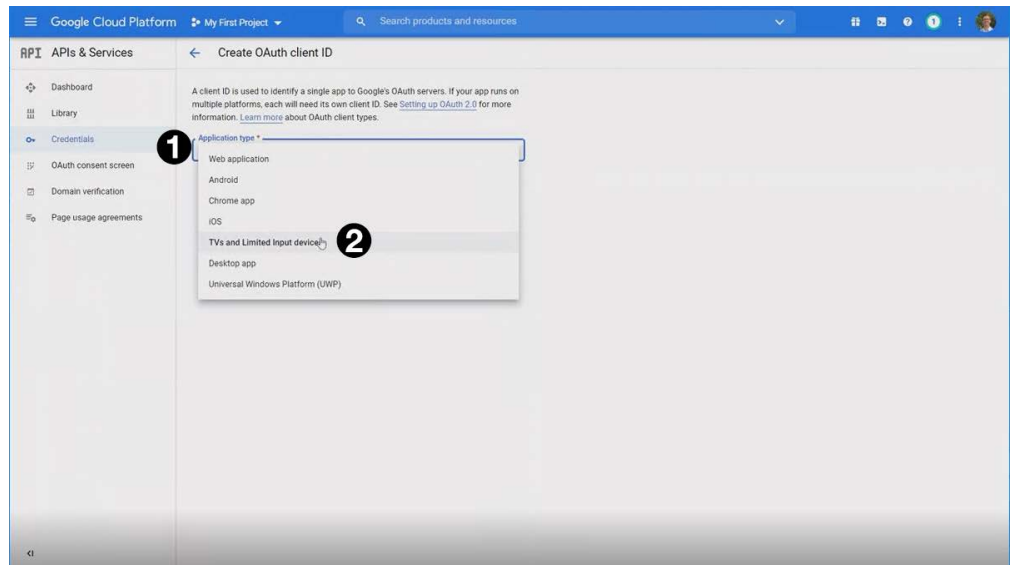 Google Cloud Platform My First Project Search products and resources 1
API APIs & Services Create OAuth client ID
Dashboard
Library
Credentials
OAuth consent screen
Domain verification
Page usage agreements
A client ID is used to identify a single app to Google's OAuth servers. If your app runs on
multiple platforms, each will need its own client ID. See Setting up OAuth 2.0 for more
information. Learn more about OAuth client types.
1
Application type *
Web application
Android
Chrome app
iOS
TVs and Limited Input devices 2
Desktop app
Universal Windows Platform (UWP)